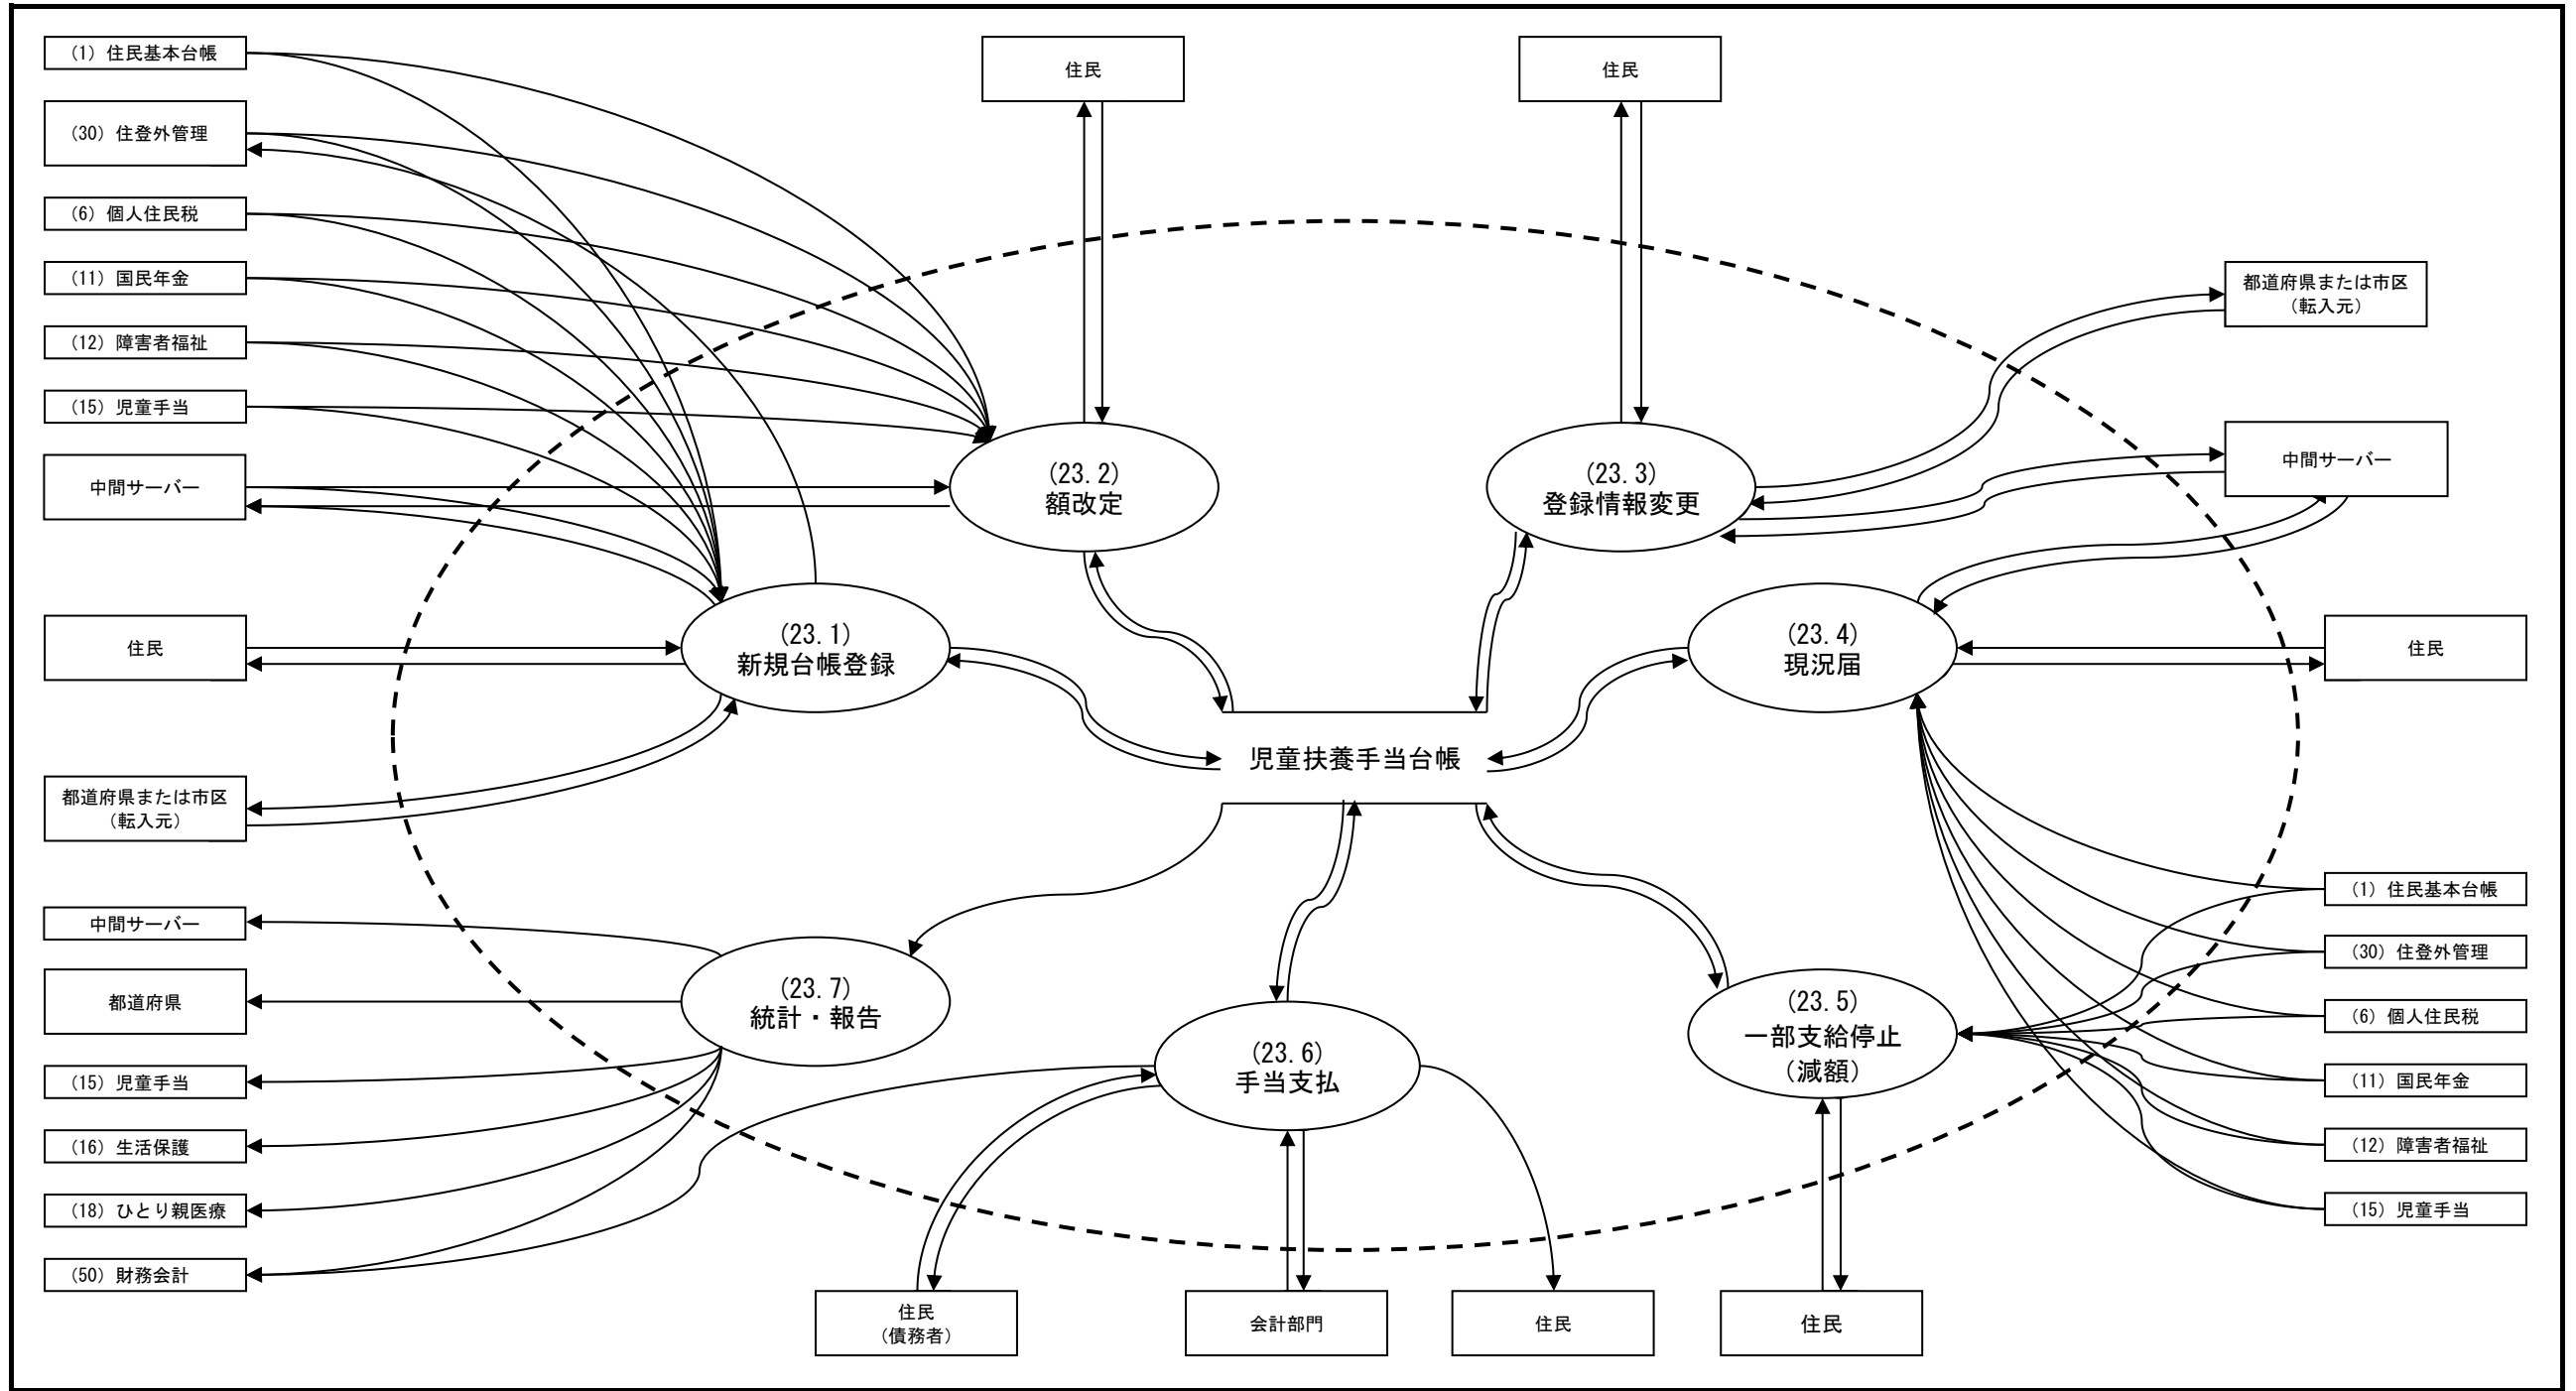 (1) 住民基本台帳
(30) 住登外管理
(6) 個人住民税
(11) 国民年金
(12) 障害者福祉
(15) 児童手当
中間サーバー
住民
都道府県または市区
（転入元）
中間サーバー
都道府県
(15) 児童手当
(16) 生活保護
(18) ひとり親医療
(50) 財務会計
住民
住民
(23.2)
額改定
(23.3)
登録情報変更
(23.1)
新規台帳登録
(23.4)
現況届
児童扶養手当台帳
(23.7)
統計・報告
(23.6)
手当支払
(23.5)
一部支給停止
（減額）
都道府県または市区
（転入元）
中間サーバー
住民
(1) 住民基本台帳
(30) 住登外管理
(6) 個人住民税
(11) 国民年金
(12) 障害者福祉
(15) 児童手当
住民
（債務者）
会計部門
住民
住民